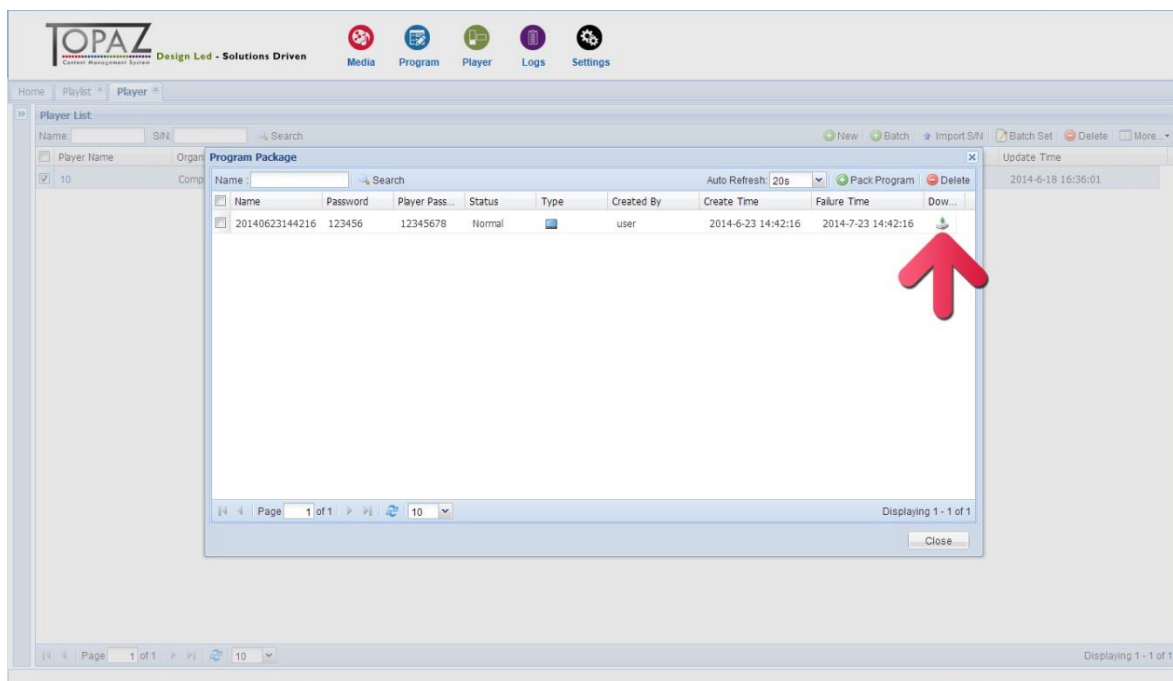 TOPAZ
Content Management System
Design Led - Solutions Driven
Media Program Player Logs Settings
Home Playlist Player
Player List
Name: S/N: Search New Batch Import S/N Batch Set Delete More...
Player Name Organ Update Time
10 Comp 2014-6-18 16:36:01
Program Package
Name : Search Auto Refresh: 20s Pack Program Delete
Name Password Player Pass... Status Type Created By Create Time Failure Time Dow...
20140623144216 123456 12345678 Normal user 2014-6-23 14:42:16 2014-7-23 14:42:16
Page 1 of 1 10 Displaying 1 - 1 of 1
Close
Page 1 of 1 10 Displaying 1 - 1 of 1